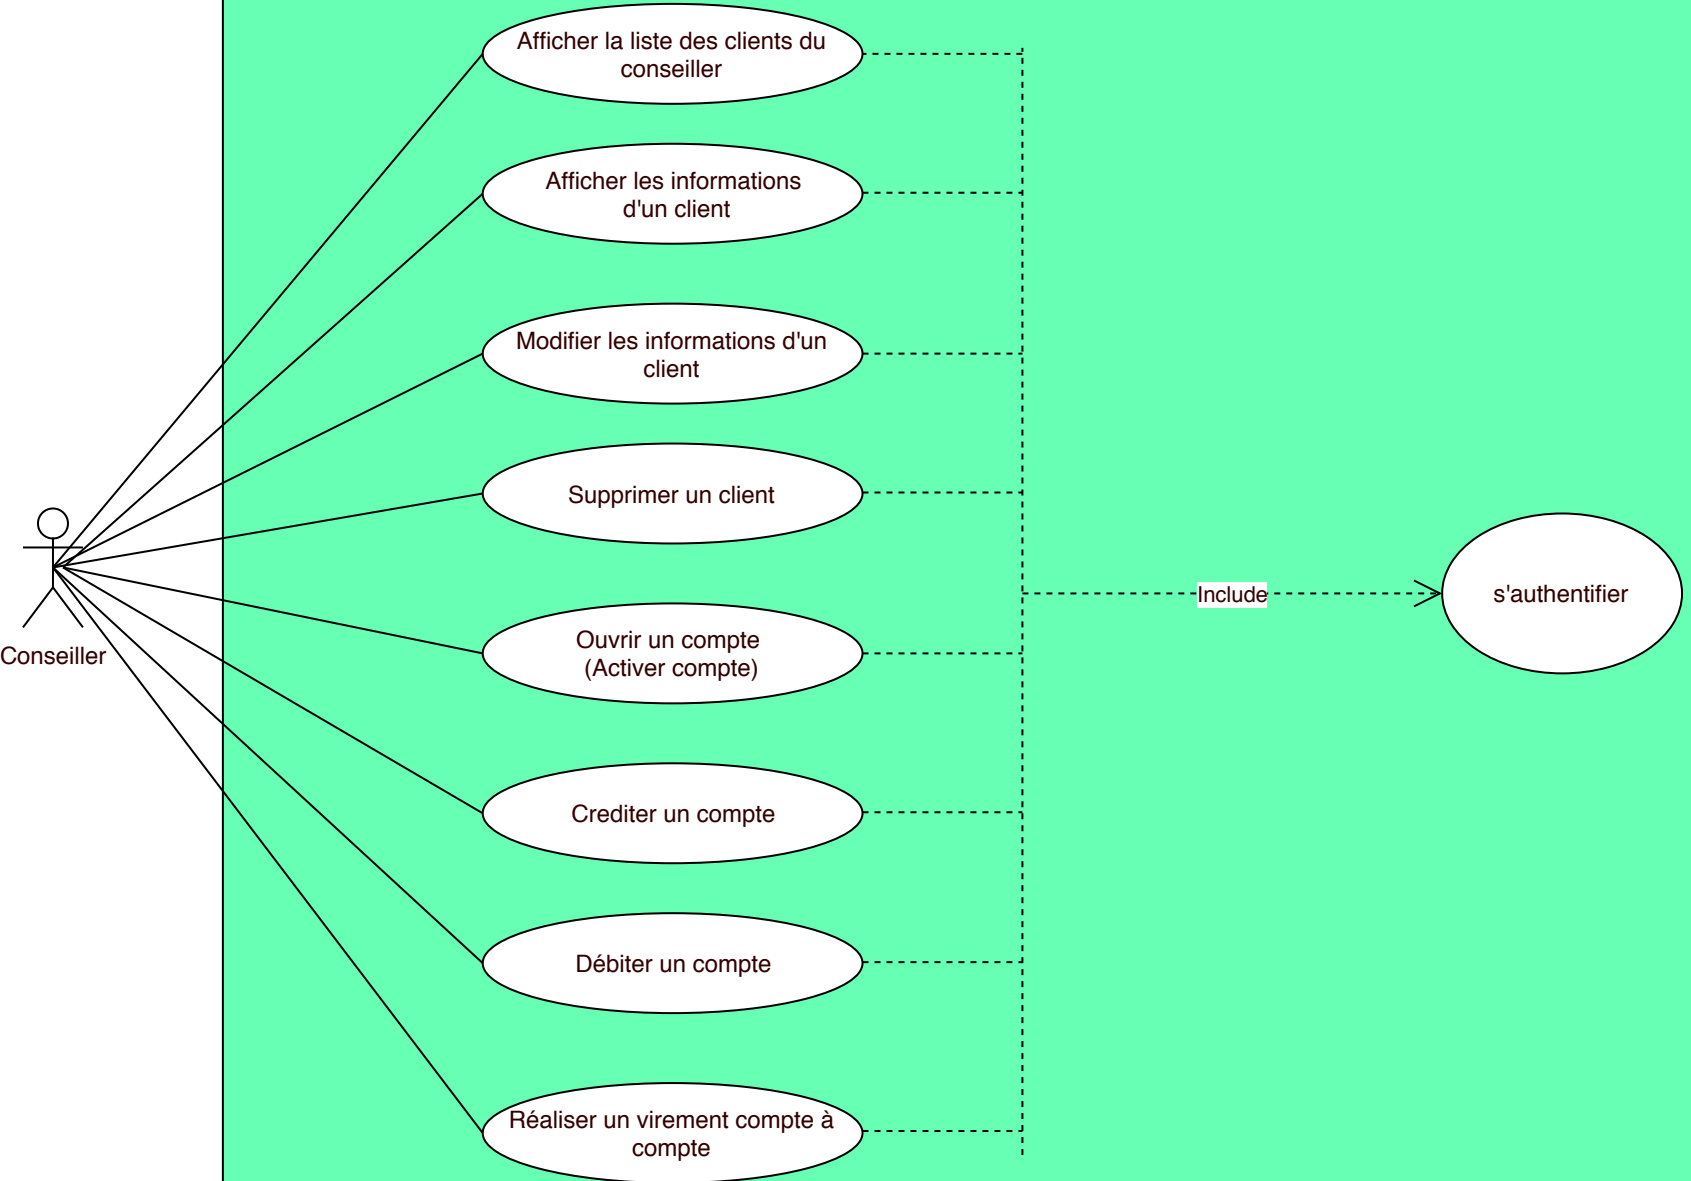 Afficher la liste des clients du
conseiller
Afficher les informations
d'un client
Modifier les informations d'un
client
Supprimer un client
Conseiller
Ouvrir un compte
(Activer compte)
Include
s'authentifier
Crediter un compte
Débiter un compte
Réaliser un virement compte à
compte